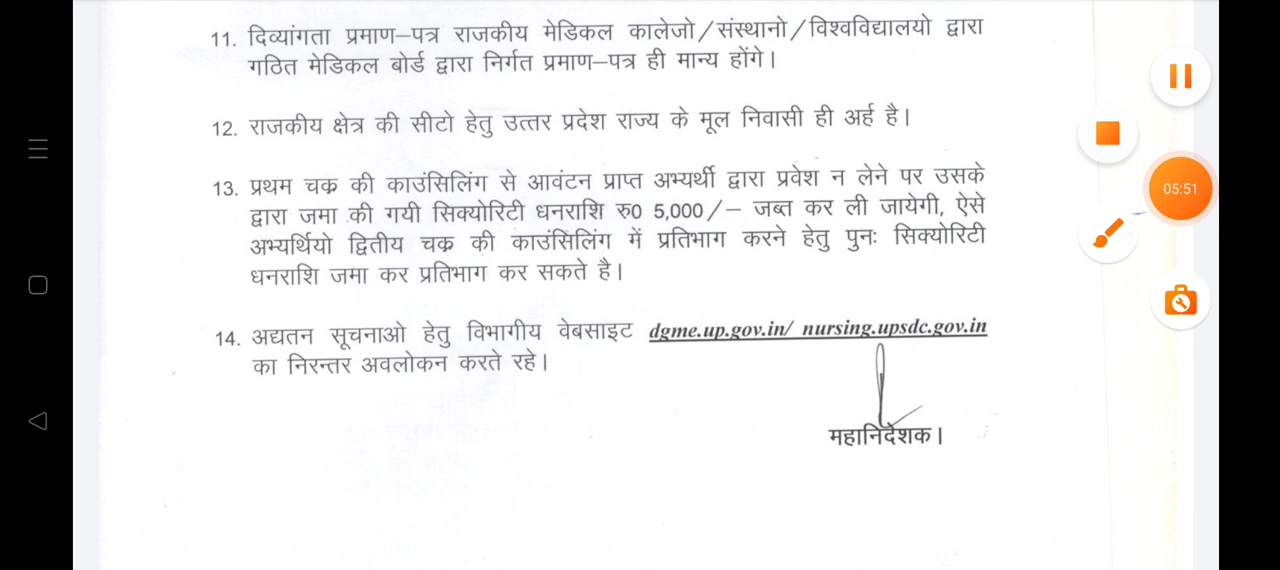 11. दिव्यांगता प्रमाण–पत्र राजकीय मेडिकल कालेजो/संस्थानो/विश्वविद्यालयो द्वारा
गठित मेडिकल बोर्ड द्वारा निर्गत प्रमाण–पत्र ही मान्य होंगे।
12. राजकीय क्षेत्र की सीटो हेतु उत्तर प्रदेश राज्य के मूल निवासी ही अर्ह है।
13. प्रथम चक्र की काउंसिलिंग से आवंटन प्राप्त अभ्यर्थी द्वारा प्रवेश न लेने पर उसके
द्वारा जमा की गयी सिक्योरिटी धनराशि रु0 5,000/– जब्त कर ली जायेगी, ऐसे
अभ्यर्थियो द्वितीय चक्र की काउंसिलिंग में प्रतिभाग करने हेतु पुनः सिक्योरिटी
धनराशि जमा कर प्रतिभाग कर सकते है।
14. अद्यतन सूचनाओ हेतु विभागीय वेबसाइट dgme.up.gov.in/ nursing.upsdc.gov.in
का निरन्तर अवलोकन करते रहे।
महानिदेशक।
05:51